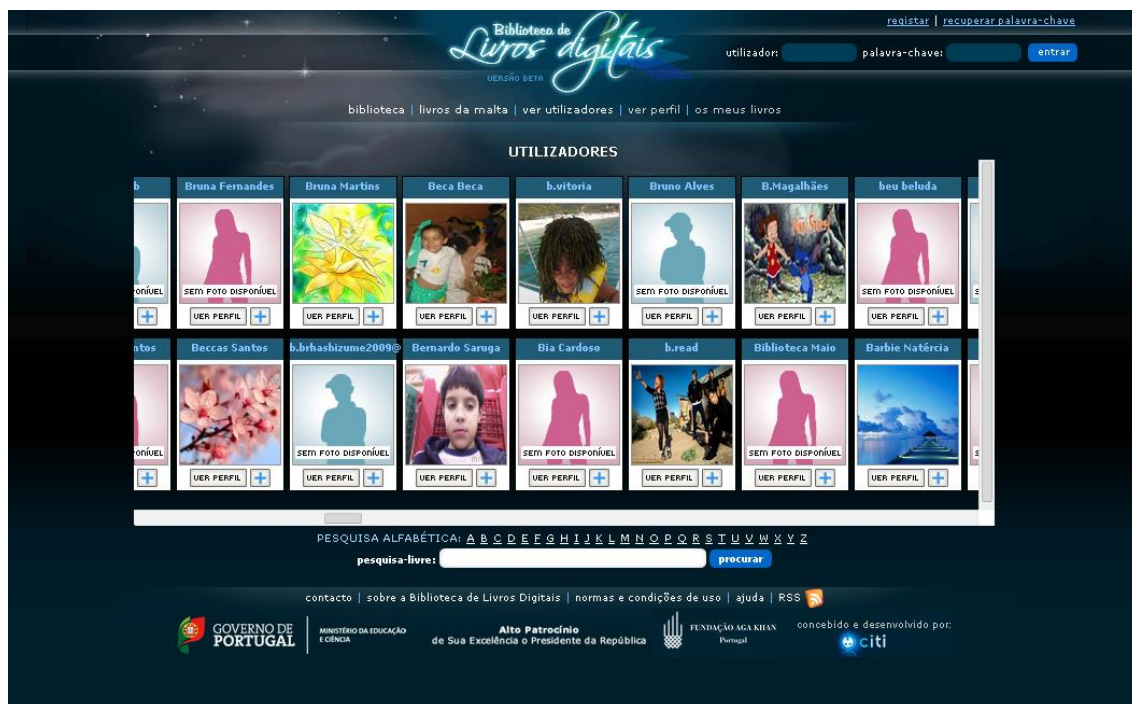 registar | recuperar palavra-chave
Biblioteca de
Livros digitais
VERSÃO BETA
utilizador: palavra-chave: entrar
biblioteca | livros da malta | ver utilizadores | ver perfil | os meus livros
UTILIZADORES
b Bruna Fernandes Bruna Martins Beca Beca b.vitoria Bruno Alves B.Magalhães beu beluda
SEM FOTO DISPONÍVEL SEM FOTO DISPONÍVEL SEM FOTO DISPONÍVEL
VER PERFIL VER PERFIL VER PERFIL VER PERFIL VER PERFIL VER PERFIL VER PERFIL
ntos Beccas Santos b.brhashizume2009@ Bernardo Saruga Bia Cardoso b.read Biblioteca Maio Barbie Natércia
SEM FOTO DISPONÍVEL SEM FOTO DISPONÍVEL SEM FOTO DISPONÍVEL
VER PERFIL VER PERFIL VER PERFIL VER PERFIL VER PERFIL VER PERFIL VER PERFIL
PESQUISA ALFABÉTICA: A B C D E F G H I J K L M N O P Q R S T U V W X Y Z
pesquisa-livre: procurar
contacto | sobre a Biblioteca de Livros Digitais | normas e condições de uso | ajuda | RSS
GOVERNO DE
PORTUGAL
MINISTÉRIO DA EDUCAÇÃO
E CIÊNCIA
Alto Patrocínio
de Sua Excelência o Presidente da República
FUNDAÇÃO AGA KHAN
Portugal
concebido e desenvolvido por:
citi